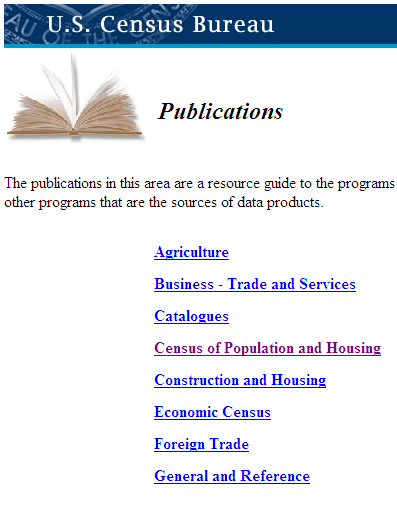 U.S. Census Bureau
Publications
The publications in this area are a resource guide to the programs
other programs that are the sources of data products.
Agriculture
Business - Trade and Services
Catalogues
Census of Population and Housing
Construction and Housing
Economic Census
Foreign Trade
General and Reference